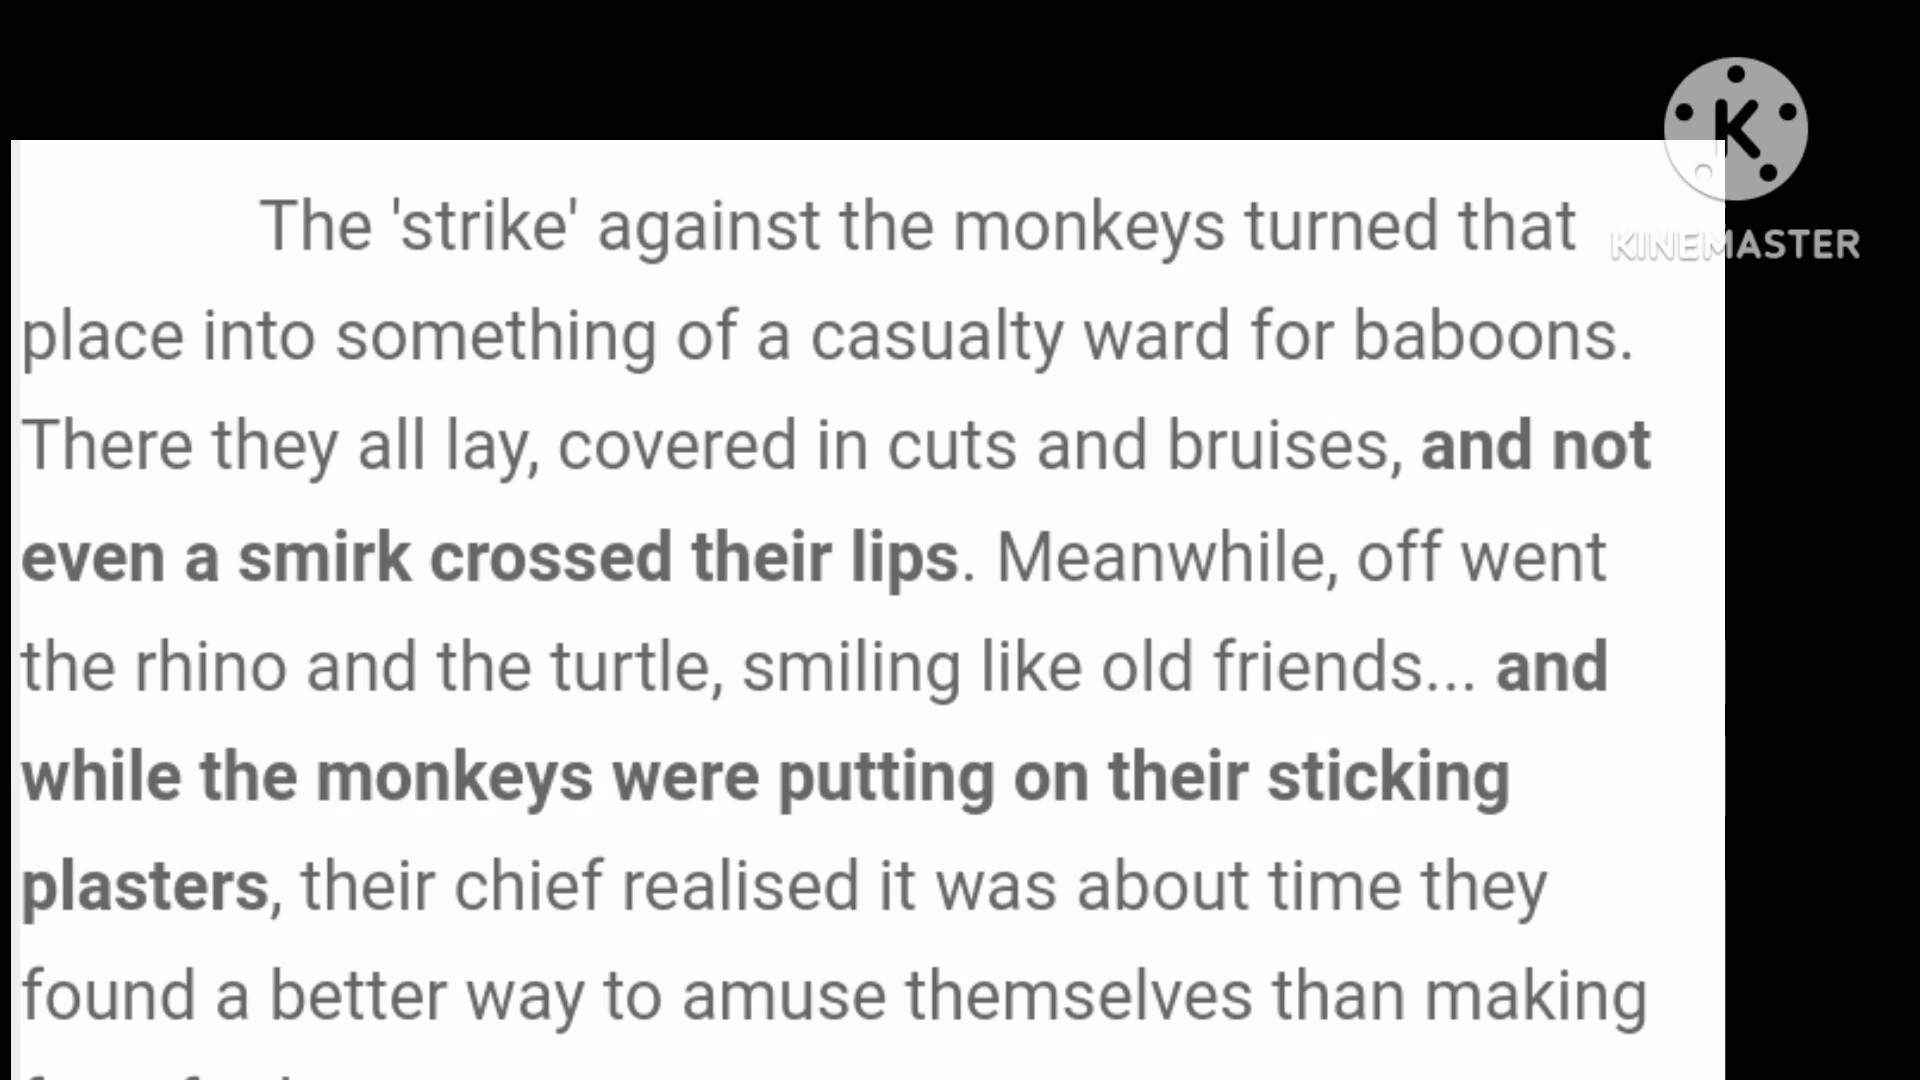 The 'strike' against the monkeys turned that
place into something of a casualty ward for baboons.
There they all lay, covered in cuts and bruises, and not
even a smirk crossed their lips. Meanwhile, off went
the rhino and the turtle, smiling like old friends... and
while the monkeys were putting on their sticking
plasters, their chief realised it was about time they
found a better way to amuse themselves than making
K
KINEMASTER